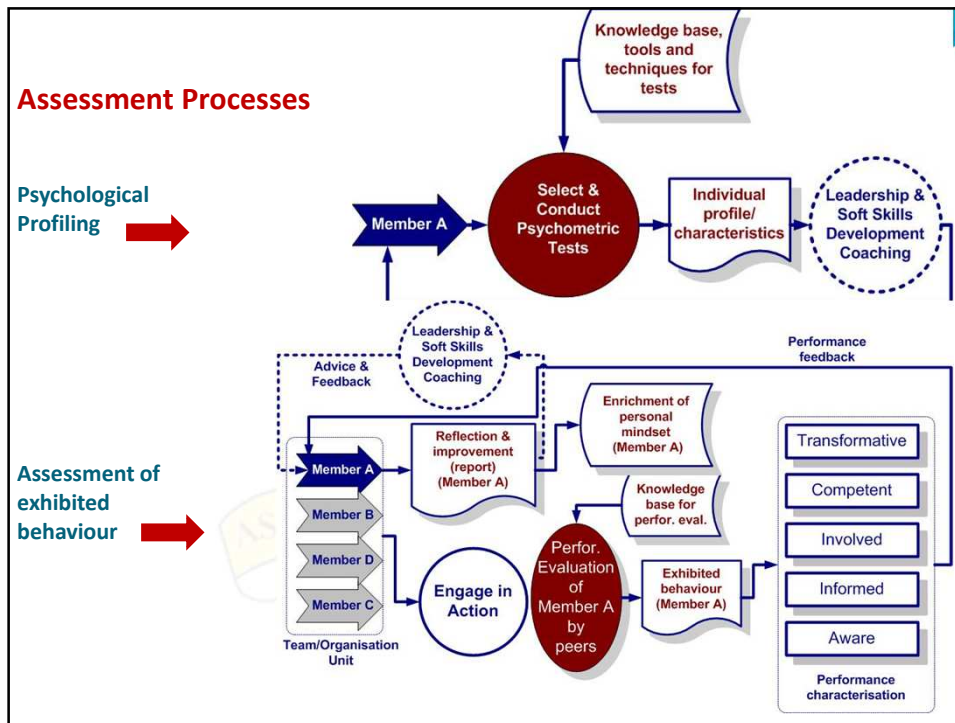 Knowledge base,
tools and
techniques for
tests
Assessment Processes
Psychological
Profiling
Member A
Select &
Conduct
Psychometric
Tests
Individual
profile/
characteristics
Leadership &
Soft Skills
Development
Coaching
Leadership &
Soft Skills
Development
Coaching
Advice &
Feedback
Performance
feedback
Enrichment of
personal
mindset
(Member A)
Reflection &
improvement
(report)
(Member A)
Assessment of
exhibited
behaviour
Member A
Member B
Member D
Member C
Team/Organisation
Unit
Engage in
Action
Knowledge
base for
perfor. eval.
Perfor.
Evaluation
of
Member A
by
peers
Exhibited
behaviour
(Member A)
Transformative
Competent
Involved
Informed
Aware
Performance
characterisation